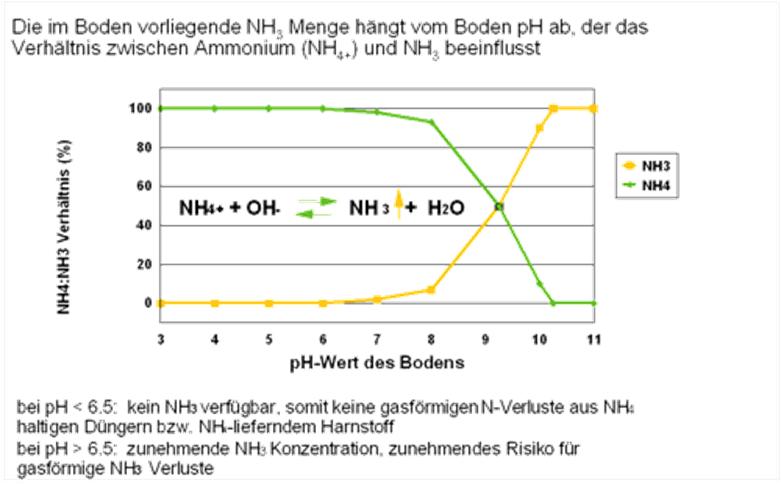 Die im Boden vorliegende NH3 Menge hängt vom Boden pH ab, der das
Verhältnis zwischen Ammonium (NH4+) und NH3 beeinflusst
NH4:NH3 Verhältnis (%)
100
80
60
40
20
0
NH4+ + OH- NH3 + H2O
NH3
NH4
3 4 5 6 7 8 9 10 11
pH-Wert des Bodens
bei pH < 6.5: kein NH3 verfügbar, somit keine gasförmigen N-Verluste aus NH4
haltigen Düngern bzw. NH4-lieferndem Harnstoff
bei pH > 6.5: zunehmende NH3 Konzentration, zunehmendes Risiko für
gasförmige NH3 Verluste